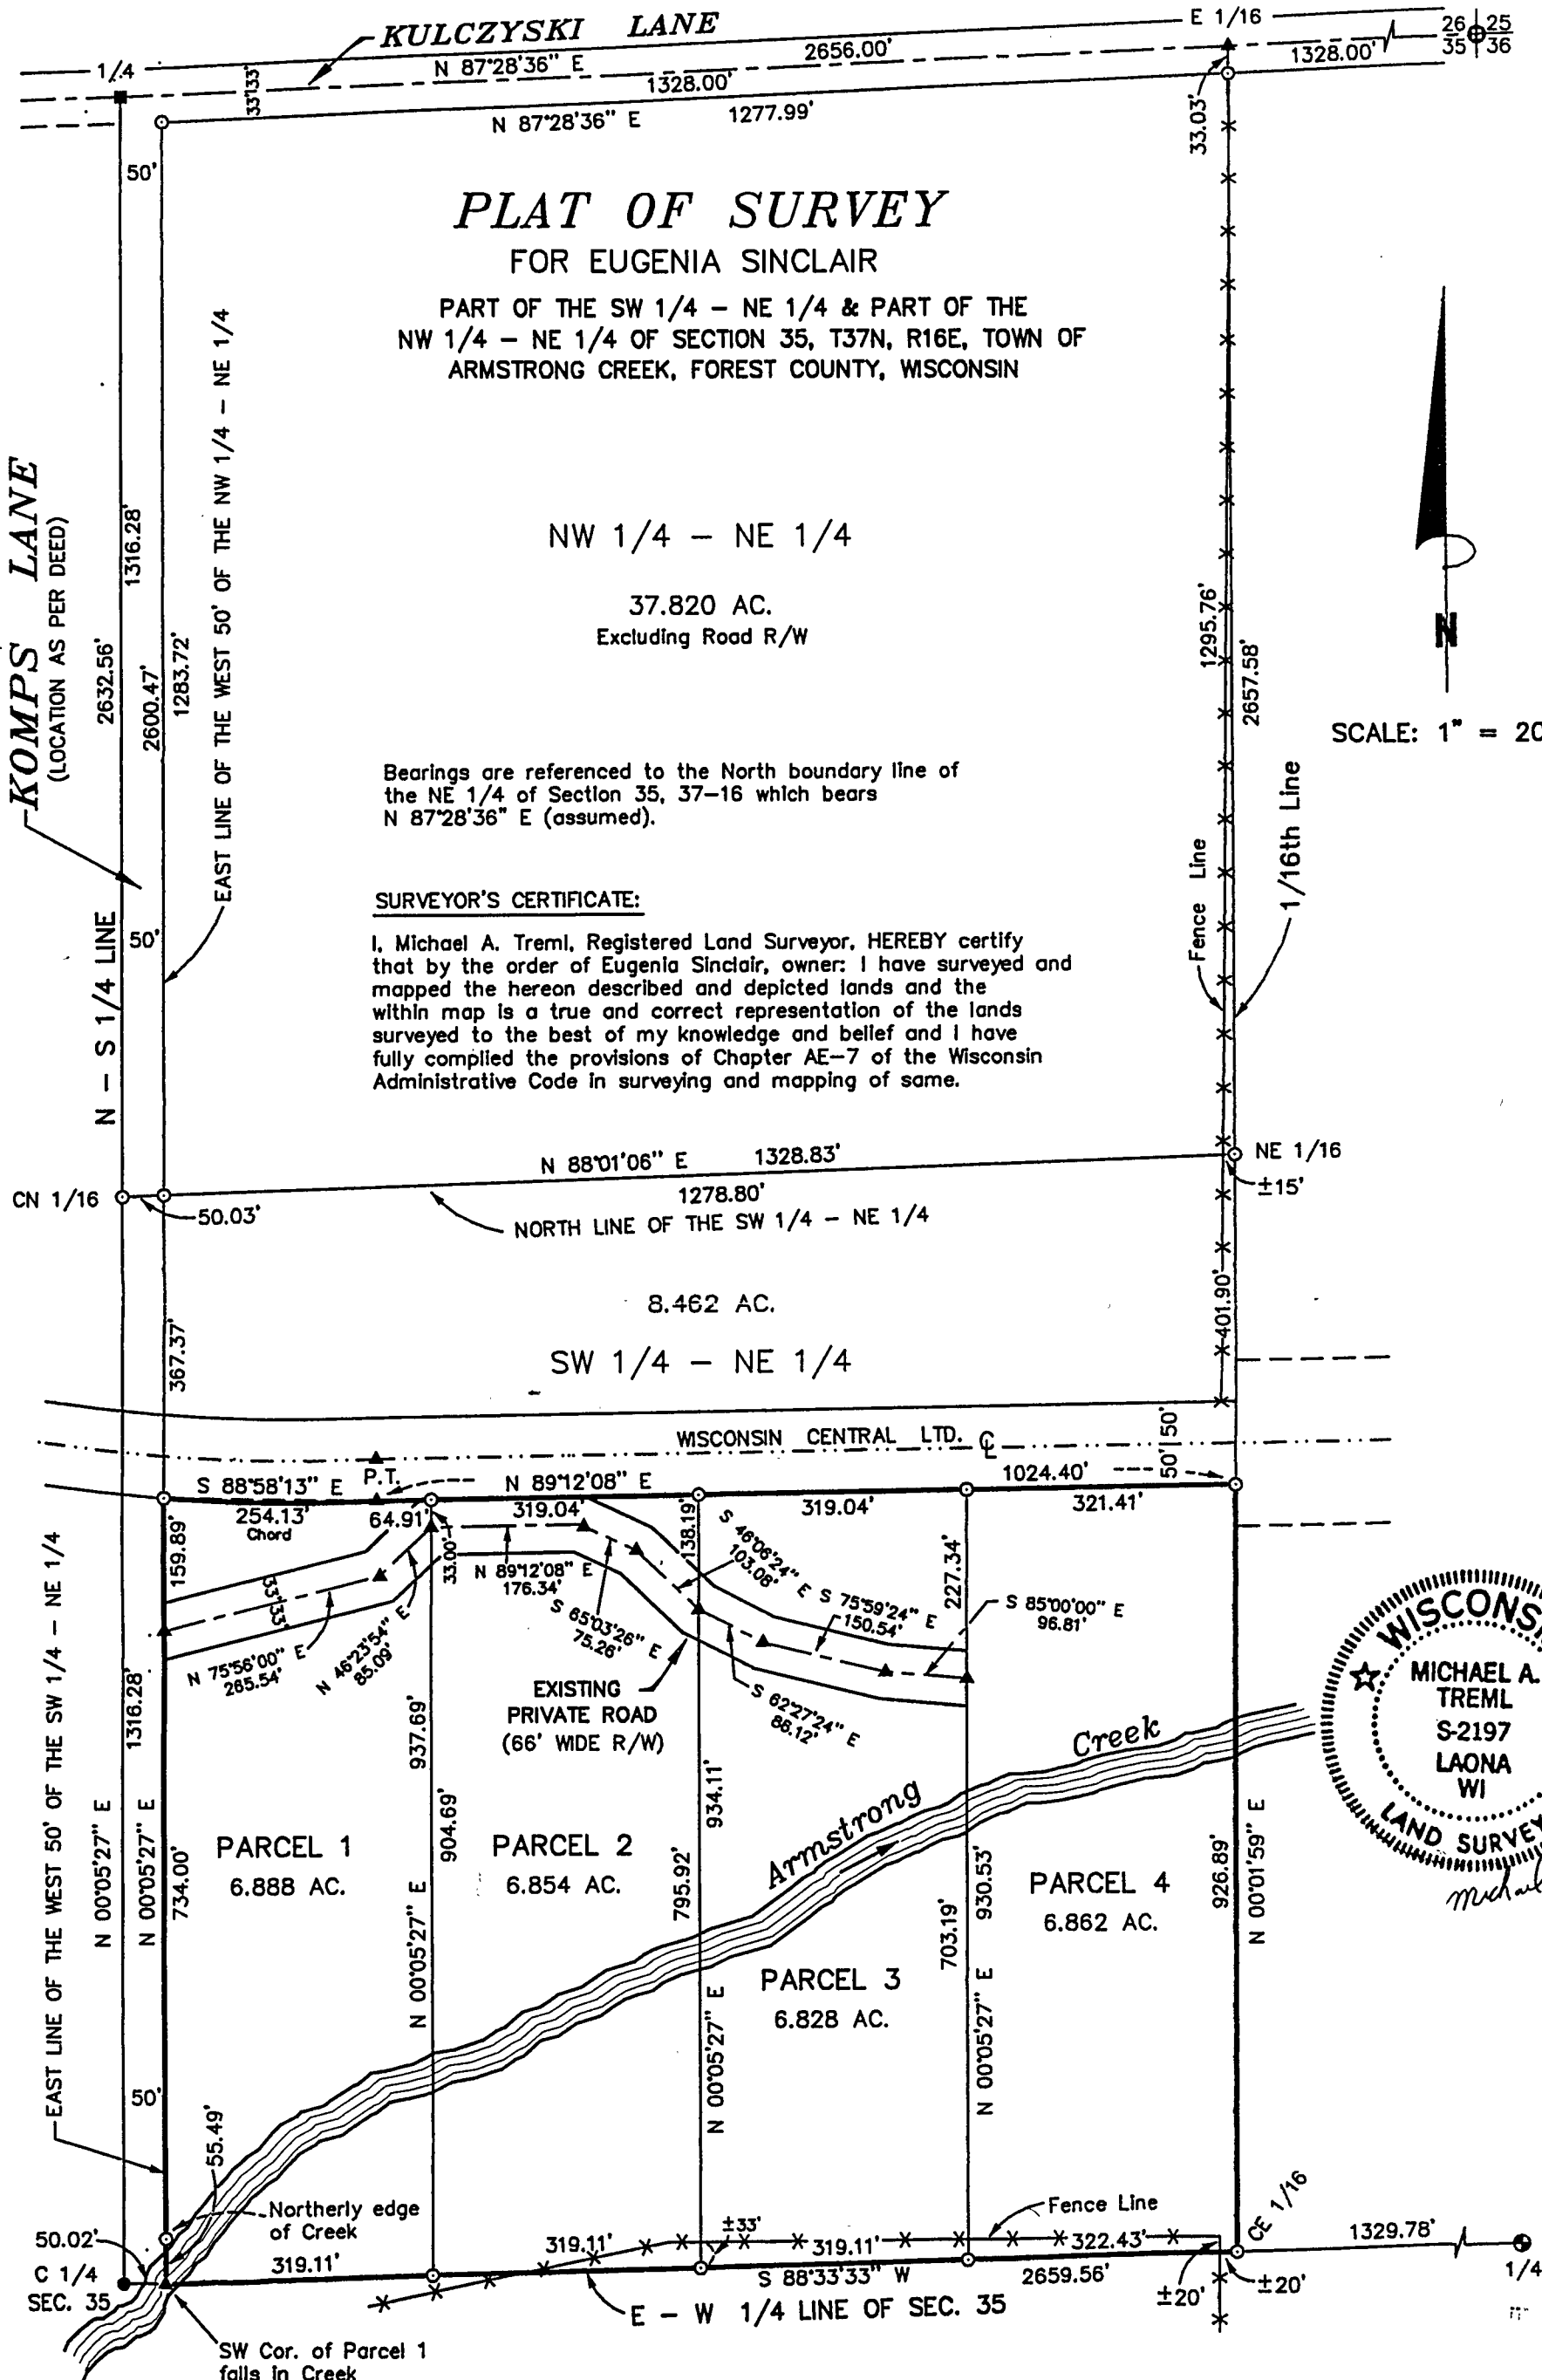 KULCZYSKI LANE
E 1/16
26 25
35 36
1/4
N 87°28'36" E
2656.00'
1328.00'
1328.00'
33' 33'
N 87°28'36" E 1277.99'
33.03'
50'
PLAT OF SURVEY
FOR EUGENIA SINCLAIR
PART OF THE SW 1/4 – NE 1/4 & PART OF THE
NW 1/4 – NE 1/4 OF SECTION 35, T37N, R16E, TOWN OF
ARMSTRONG CREEK, FOREST COUNTY, WISCONSIN
KOMPS LANE
(LOCATION AS PER DEED)
1316.28'
2632.56'
2600.47'
1283.72'
EAST LINE OF THE WEST 50' OF THE NW 1/4 – NE 1/4
NW 1/4 – NE 1/4
37.820 AC.
Excluding Road R/W
1295.76'
2657.58'
N
SCALE: 1" = 20
Bearings are referenced to the North boundary line of
the NE 1/4 of Section 35, 37–16 which bears
N 87°28'36" E (assumed).
Fence Line
1/16th Line
SURVEYOR'S CERTIFICATE:
I, Michael A. Treml, Registered Land Surveyor, HEREBY certify
that by the order of Eugenia Sinclair, owner: I have surveyed and
mapped the hereon described and depicted lands and the
within map is a true and correct representation of the lands
surveyed to the best of my knowledge and belief and I have
fully complied the provisions of Chapter AE–7 of the Wisconsin
Administrative Code in surveying and mapping of same.
N – S 1/4 LINE
50'
N 88°01'06" E 1328.83'
NE 1/16
±15'
CN 1/16
50.03'
1278.80'
NORTH LINE OF THE SW 1/4 – NE 1/4
8.462 AC.
SW 1/4 – NE 1/4
367.37'
401.90'
WISCONSIN CENTRAL LTD. CL
50' 50'
S 88°58'13" E
P.T.
N 89°12'08" E
1024.40'
254.13'
Chord
64.91'
319.04'
319.04'
321.41'
159.89'
33.00'
138.19'
227.34'
33' 33'
N 75°56'00" E
265.54'
N 46°23'54" E
85.09'
N 89°12'08" E
176.34'
S 65°03'26" E
75.26'
S 46°06'24" E
103.08'
S 75°59'24" E
150.54'
S 85°00'00" E
96.81'
S 62°27'24" E
88.12'
EXISTING
PRIVATE ROAD
(66' WIDE R/W)
EAST LINE OF THE WEST 50' OF THE SW 1/4 – NE 1/4
1316.28'
N 00°05'27" E
N 00°05'27" E
734.00'
PARCEL 1
6.888 AC.
937.69'
904.69'
N 00°05'27" E
PARCEL 2
6.854 AC.
934.11'
795.92'
N 00°05'27" E
Armstrong Creek
PARCEL 3
6.828 AC.
703.19'
930.53'
N 00°05'27" E
PARCEL 4
6.862 AC.
926.89'
N 00°01'59" E
WISCONSI
MICHAEL A.
TREML
S-2197
LAONA
WI
LAND SURVEY
Michael
50'
55.49'
Northerly edge
of Creek
50.02'
C 1/4
SEC. 35
319.11'
319.11'
±33'
319.11'
Fence Line
322.43'
CE 1/16
1329.78'
1/4
S 88°33'33" W
2659.56'
±20'
±20'
E – W 1/4 LINE OF SEC. 35
SW Cor. of Parcel 1
falls in Creek